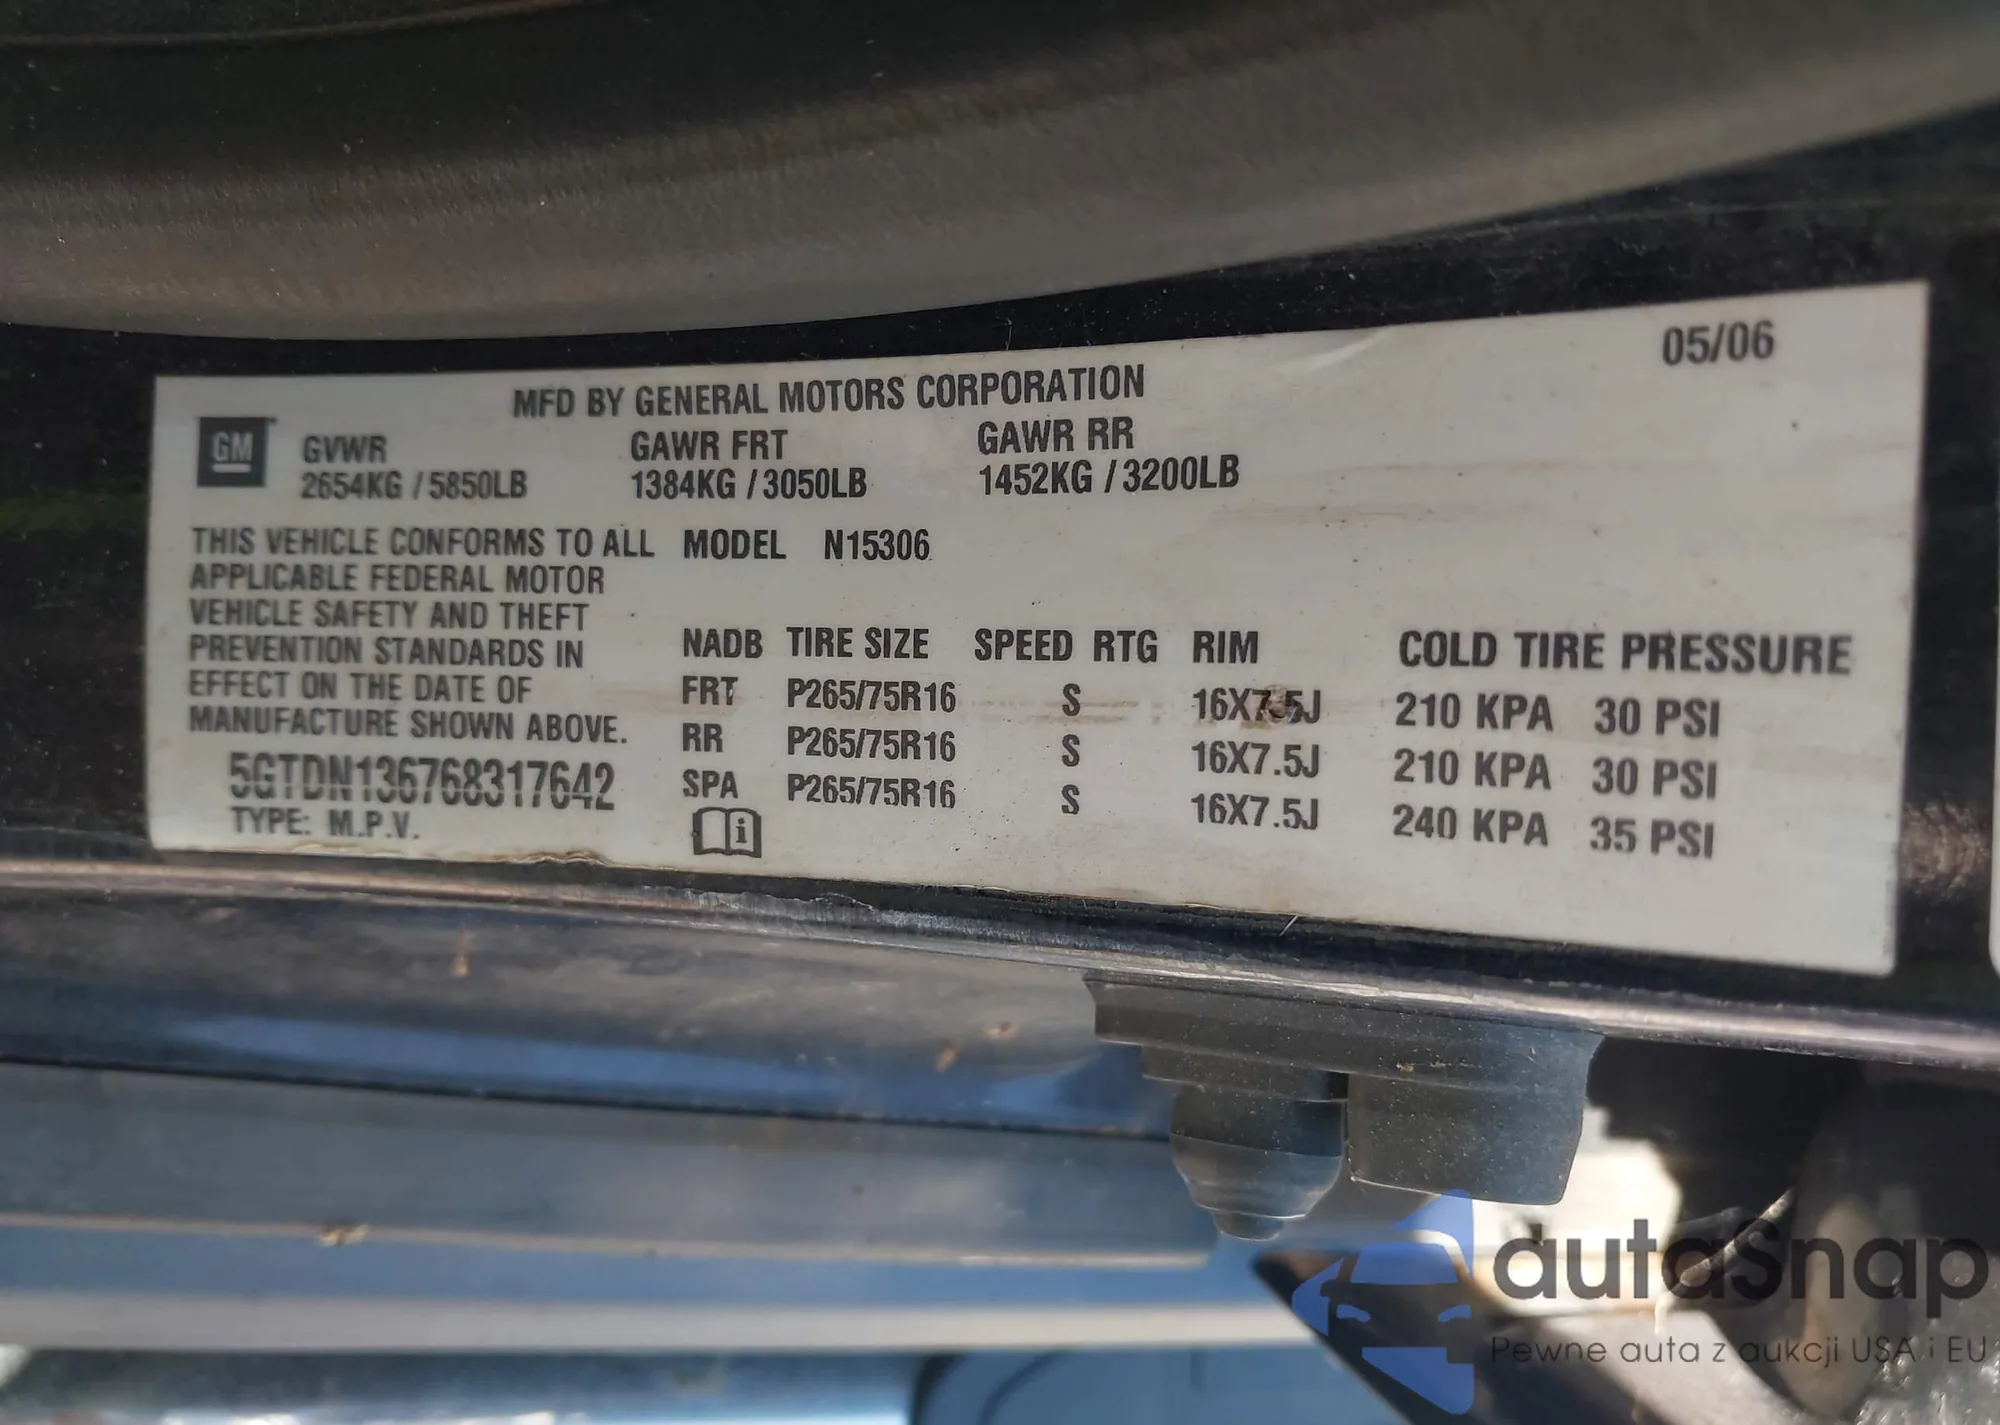 05/06
MFD BY GENERAL MOTORS CORPORATION
GM
GVWR GAWR FRT GAWR RR
2654KG / 5850LB 1384KG / 3050LB 1452KG / 3200LB
THIS VEHICLE CONFORMS TO ALL MODEL N15306
APPLICABLE FEDERAL MOTOR
VEHICLE SAFETY AND THEFT
PREVENTION STANDARDS IN
EFFECT ON THE DATE OF
MANUFACTURE SHOWN ABOVE.
5GTDN136768317642
TYPE: M.P.V.
NADB TIRE SIZE SPEED RTG RIM COLD TIRE PRESSURE
FRT P265/75R16 S 16X7.5J 210 KPA 30 PSI
RR P265/75R16 S 16X7.5J 210 KPA 30 PSI
SPA P265/75R16 S 16X7.5J 240 KPA 35 PSI
i
autaSnap
Pewne auta z aukcji USA i EU